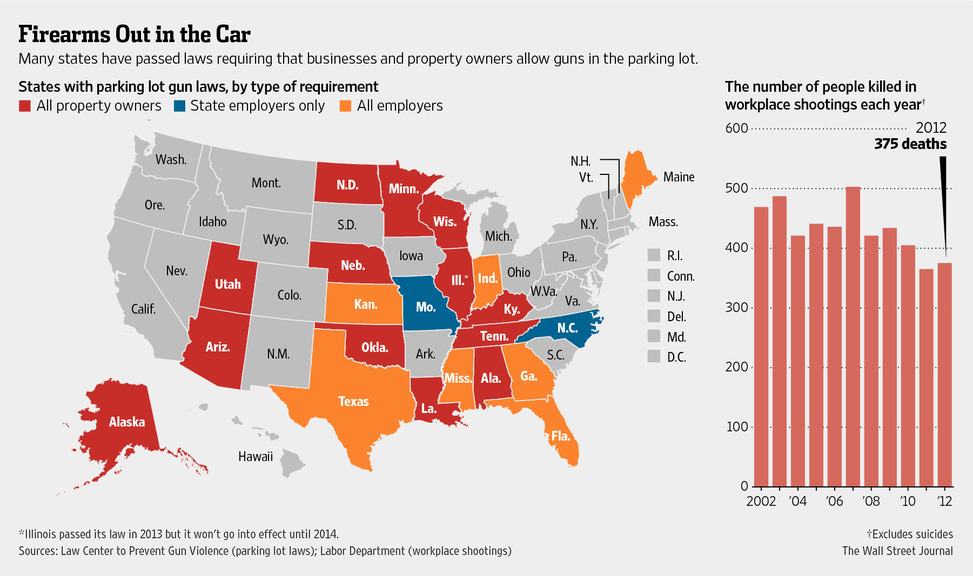 Firearms Out in the Car
Many states have passed laws requiring that businesses and property owners allow guns in the parking lot.
States with parking lot gun laws, by type of requirement
All property owners
State employers only
All employers
Wash.
Mont.
N.D.
Minn.
Ore.
Idaho
S.D.
Wis.
Mich.
N.H.
Vt.
Maine
N.Y.
Mass.
Wyo.
Iowa
Neb.
Pa.
R.I.
Conn.
N.J.
Del.
Md.
D.C.
Nev.
Utah
Colo.
Kan.
Mo.
Ill.*
Ind.
Ohio
W.Va.
Va.
Calif.
Ky.
N.C.
Tenn.
Ariz.
N.M.
Okla.
Ark.
S.C.
Miss.
Ala.
Ga.
Texas
La.
Fla.
Alaska
Hawaii
The number of people killed in
workplace shootings each year†
600
2012
375 deaths
500
400
300
200
100
0
2002 '04 '06 '08 '10 '12
*Illinois passed its law in 2013 but it won't go into effect until 2014.
Sources: Law Center to Prevent Gun Violence (parking lot laws); Labor Department (workplace shootings)
†Excludes suicides
The Wall Street Journal